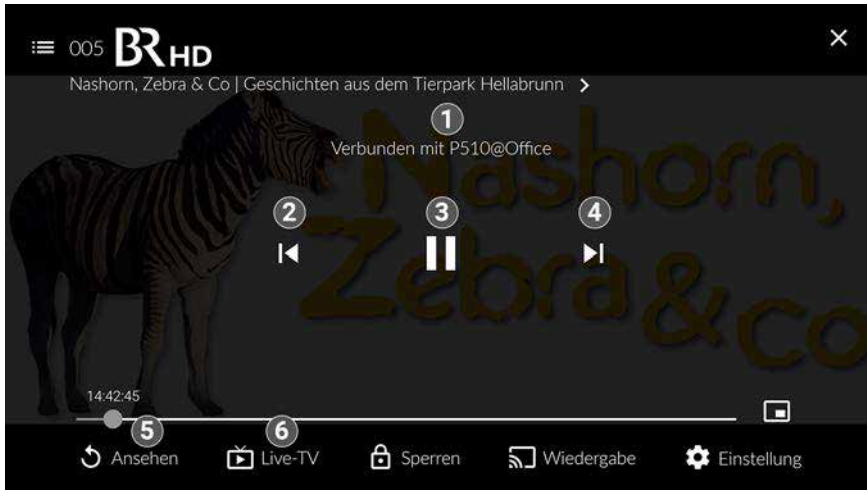 005 BR HD
Nashorn, Zebra & Co | Geschichten aus dem Tierpark Hellabrunn
1
Verbunden mit P510@Office
Nashorn,
Zebra & Co
2 3 4
14:42:45
5 6
Ansehen Live-TV Sperren Wiedergabe Einstellung